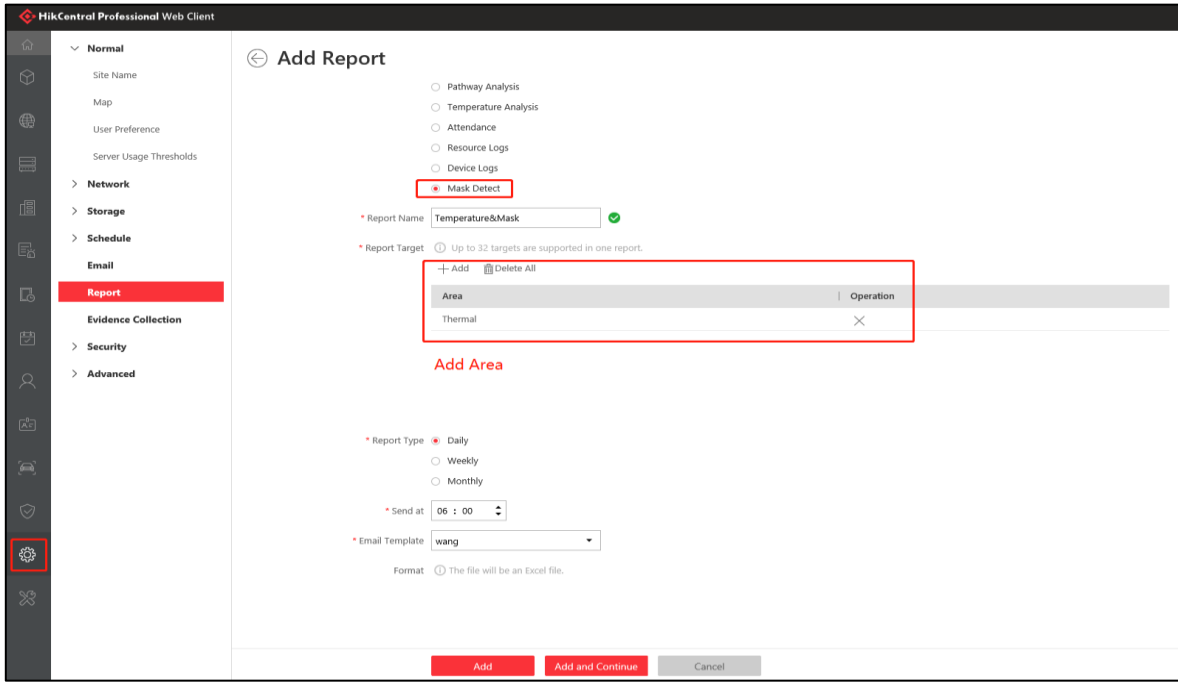 HikCentral Professional Web Client
Normal
Site Name
Map
User Preference
Server Usage Thresholds
Network
Storage
Schedule
Email
Report
Evidence Collection
Security
Advanced
Add Report
Pathway Analysis
Temperature Analysis
Attendance
Resource Logs
Device Logs
Mask Detect
* Report Name Temperature&Mask
* Report Target Up to 32 targets are supported in one report.
Add Delete All
Area Operation
Thermal
Add Area
* Report Type Daily
Weekly
Monthly
* Send at 06 : 00
* Email Template wang
Format The file will be an Excel file.
Add Add and Continue Cancel